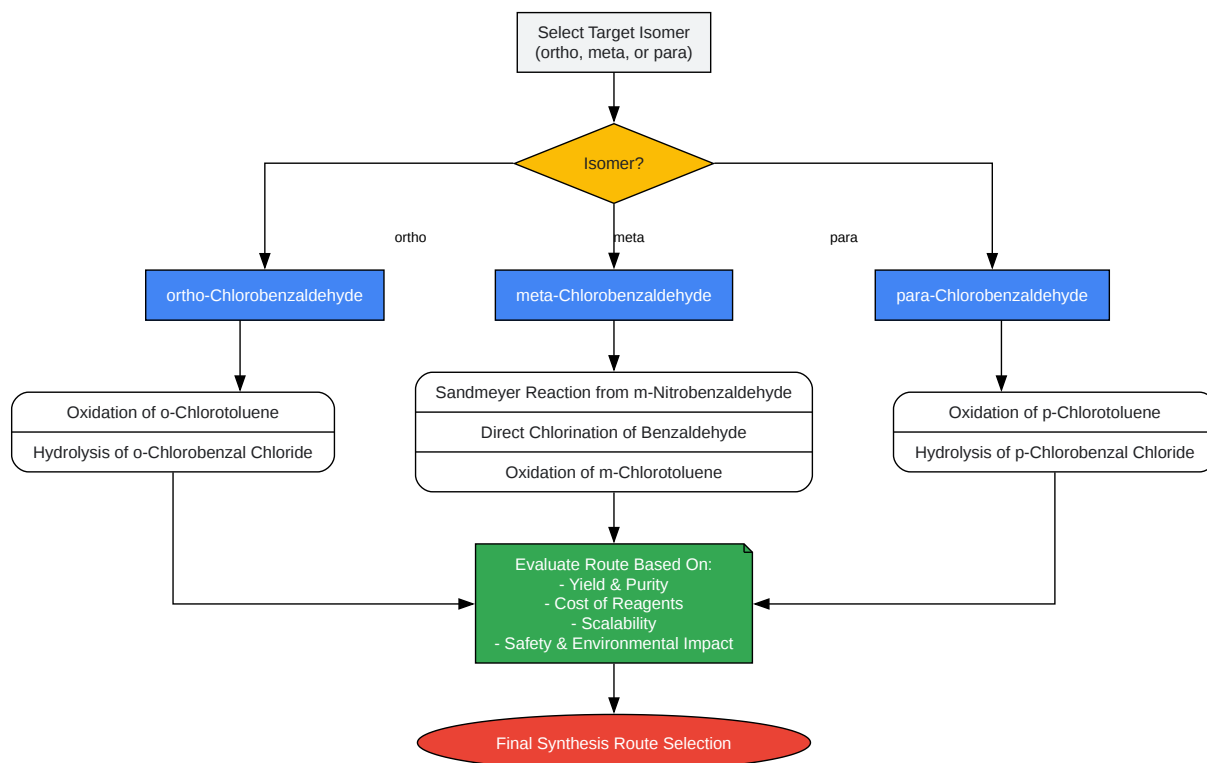 Select Target Isomer
(ortho, meta, or para)
Isomer?
ortho
meta
para
ortho-Chlorobenzaldehyde
meta-Chlorobenzaldehyde
para-Chlorobenzaldehyde
Oxidation of o-Chlorotoluene
Hydrolysis of o-Chlorobenzal Chloride
Sandmeyer Reaction from m-Nitrobenzaldehyde
Direct Chlorination of Benzaldehyde
Oxidation of m-Chlorotoluene
Oxidation of p-Chlorotoluene
Hydrolysis of p-Chlorobenzal Chloride
Evaluate Route Based On:
- Yield & Purity
- Cost of Reagents
- Scalability
- Safety & Environmental Impact
Final Synthesis Route Selection